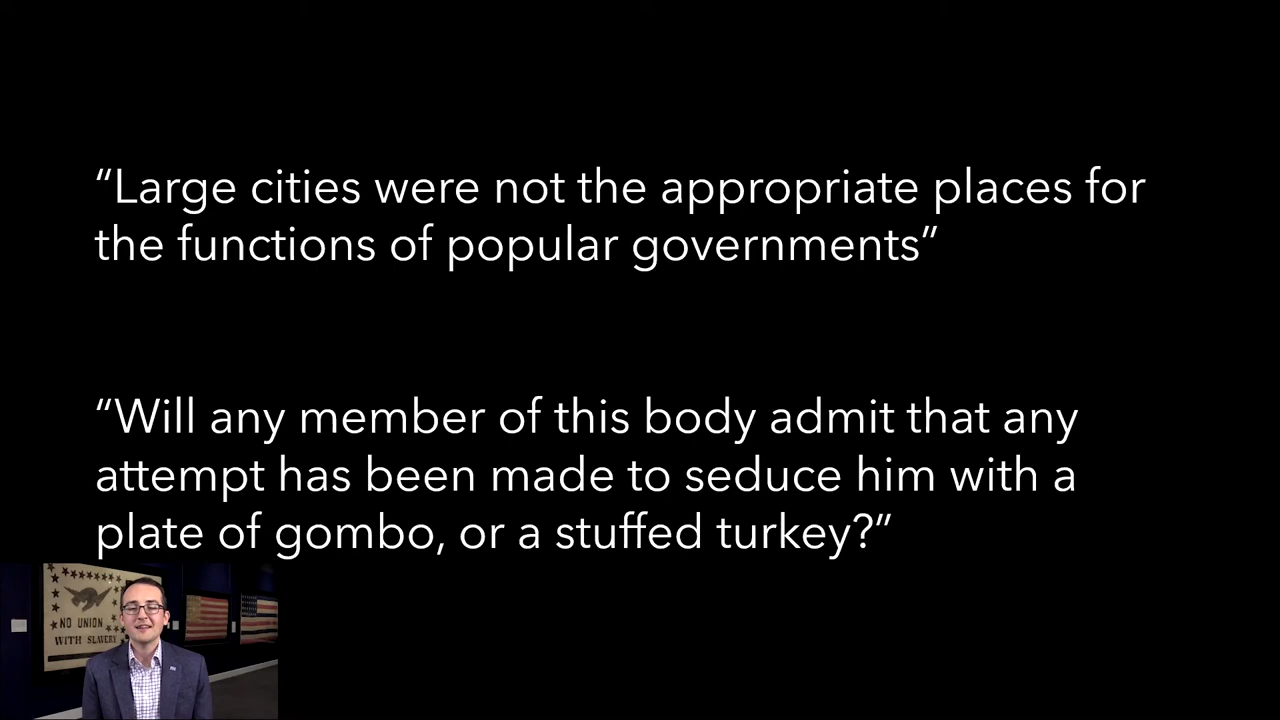 “Large cities were not the appropriate places for
the functions of popular governments”
“Will any member of this body admit that any
attempt has been made to seduce him with a
plate of gombo, or a stuffed turkey?”
NO UNION
WITH SLAVERY